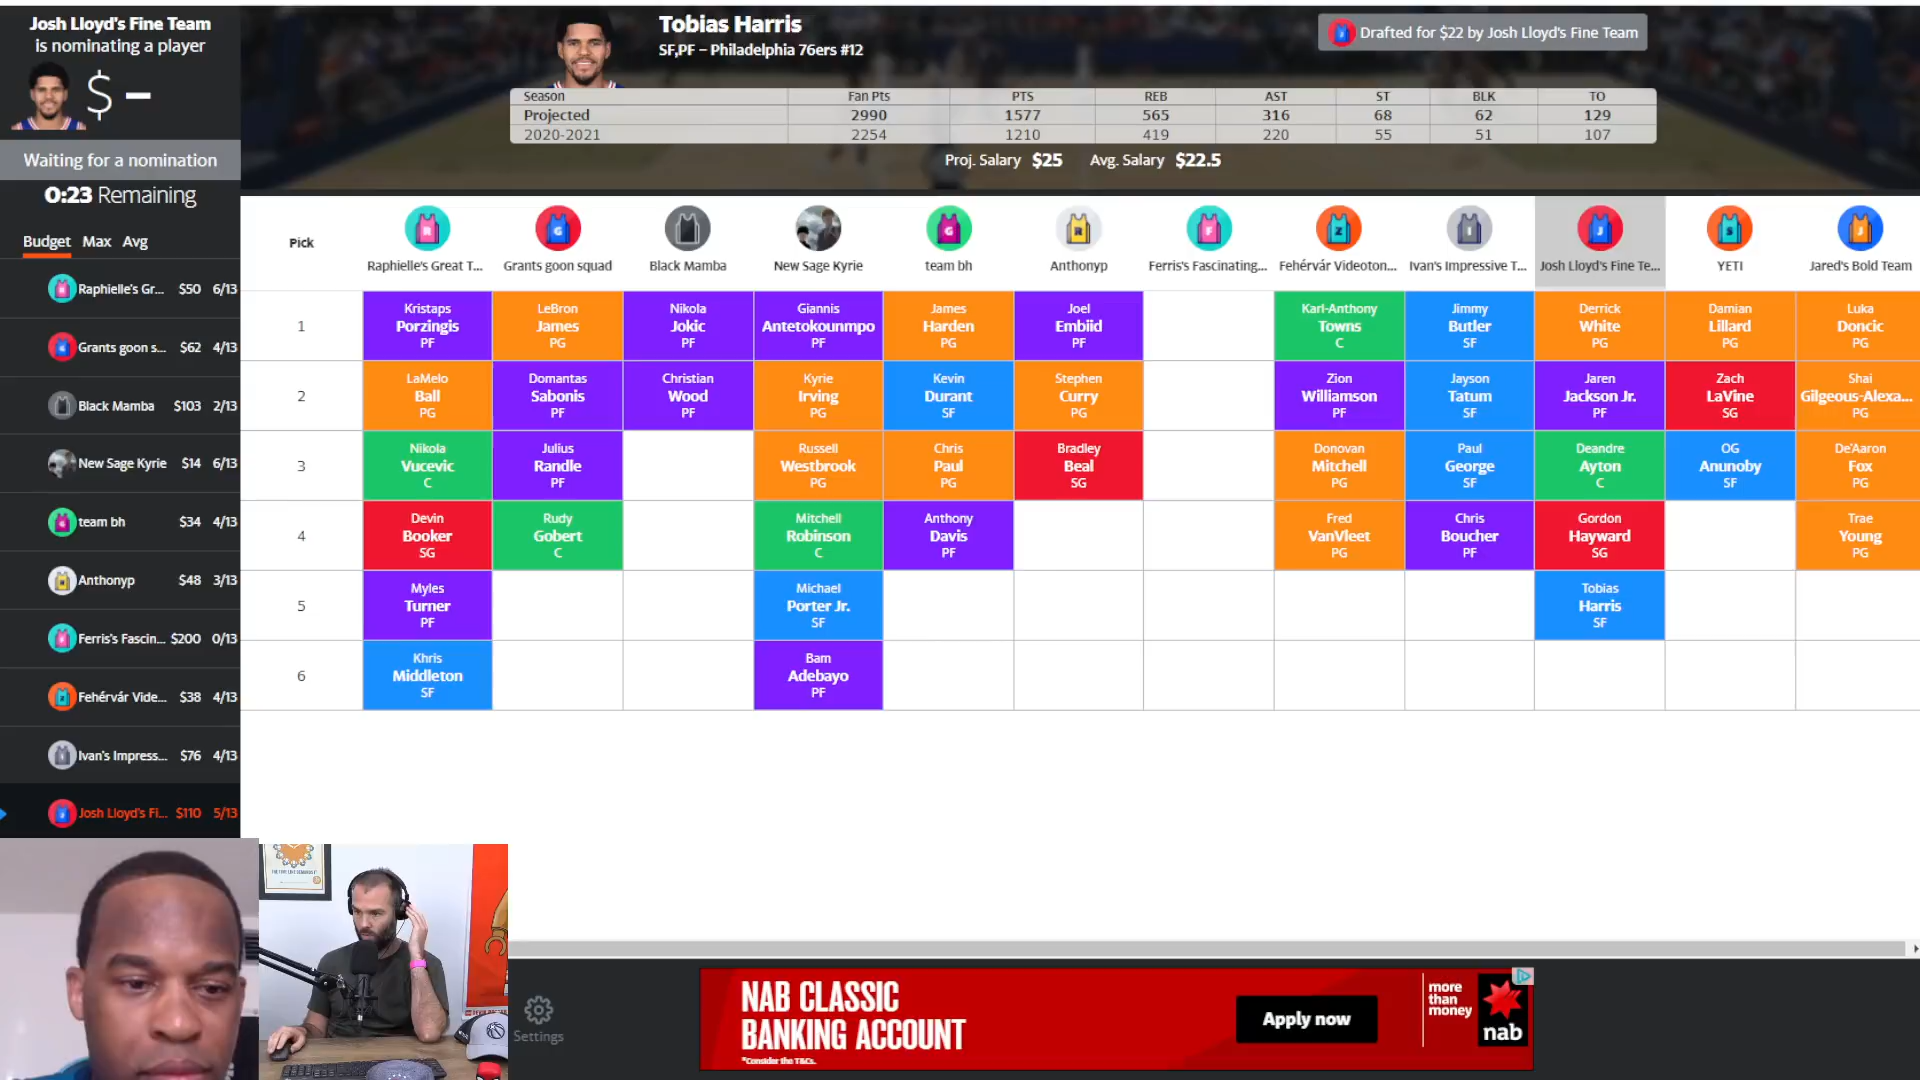 Josh Lloyd's Fine Team
is nominating a player
$ –
Waiting for a nomination
0:23 Remaining
Budget Max Avg
Raphielle's Gr... $50 6/13
Grants goon s... $62 4/13
Black Mamba $103 2/13
New Sage Kyrie $14 6/13
team bh $34 4/13
Anthonyp $48 3/13
Ferris's Fascin... $200 0/13
Fehérvár Vide... $38 4/13
Ivan's Impress... $76 4/13
Josh Lloyd's Fi... $110 5/13
Tobias Harris
SF,PF – Philadelphia 76ers #12
Drafted for $22 by Josh Lloyd's Fine Team
Season Fan Pts PTS REB AST ST BLK TO
Projected 2990 1577 565 316 68 62 129
2020-2021 2254 1210 419 220 55 51 107
Proj. Salary $25 Avg. Salary $22.5
R G G R F Z I J S J
Pick Raphielle's Great T... Grants goon squad Black Mamba New Sage Kyrie team bh Anthonyp Ferris's Fascinating... Fehérvár Videoton... Ivan's Impressive T... Josh Lloyd's Fine Te... YETI Jared's Bold Team
Kristaps LeBron Nikola Giannis James Joel Karl-Anthony Jimmy Derrick Damian Luka
1 Porzingis James Jokic Antetokounmpo Harden Embiid Towns Butler White Lillard Doncic
PF PG PF PF PG PF C SF PG PG PG
LaMelo Domantas Christian Kyrie Kevin Stephen Zion Jayson Jaren Zach Shai
2 Ball Sabonis Wood Irving Durant Curry Williamson Tatum Jackson Jr. LaVine Gilgeous-Alexa...
PG PF PF PG SF PG PF SF PF SG PG
Nikola Julius Russell Chris Bradley Donovan Paul Deandre OG De'Aaron
3 Vucevic Randle Westbrook Paul Beal Mitchell George Ayton Anunoby Fox
C PF PG PG SG PG SF C SF PG
Devin Rudy Mitchell Anthony Fred Chris Gordon Trae
4 Booker Gobert Robinson Davis VanVleet Boucher Hayward Young
SG C C PF PG PF SG PG
Myles Michael Tobias
5 Turner Porter Jr. Harris
PF SF SF
Khris Bam
6 Middleton Adebayo
SF PF
Settings
NAB CLASSIC
BANKING ACCOUNT
*Consider the T&Cs.
Apply now
more
than
money
nab